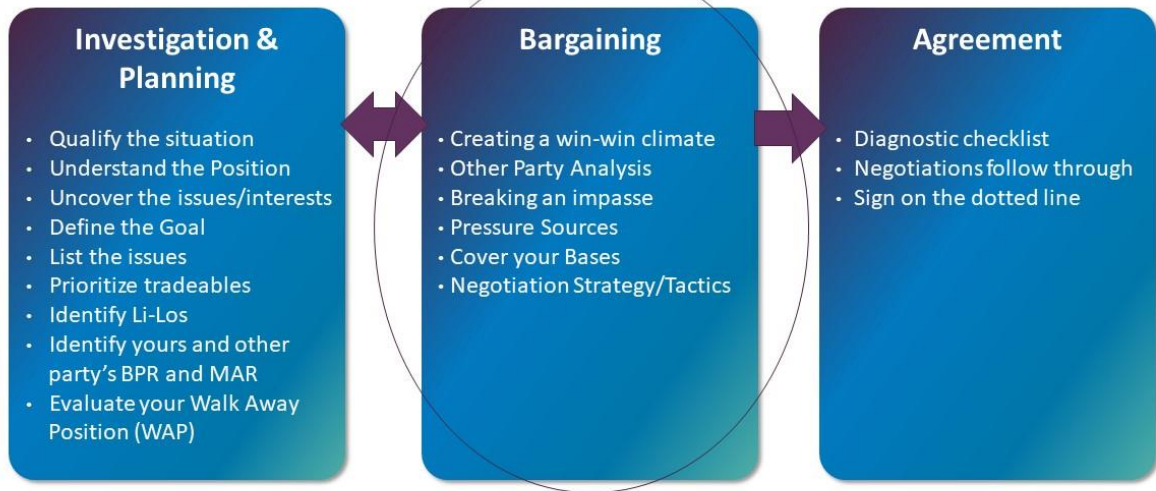 Investigation &
Planning
• Qualify the situation
• Understand the Position
• Uncover the issues/interests
• Define the Goal
• List the issues
• Prioritize tradeables
• Identify Li-Los
• Identify yours and other
party's BPR and MAR
• Evaluate your Walk Away
Position (WAP)
Bargaining
• Creating a win-win climate
• Other Party Analysis
• Breaking an impasse
• Pressure Sources
• Cover your Bases
• Negotiation Strategy/Tactics
Agreement
• Diagnostic checklist
• Negotiations follow through
• Sign on the dotted line